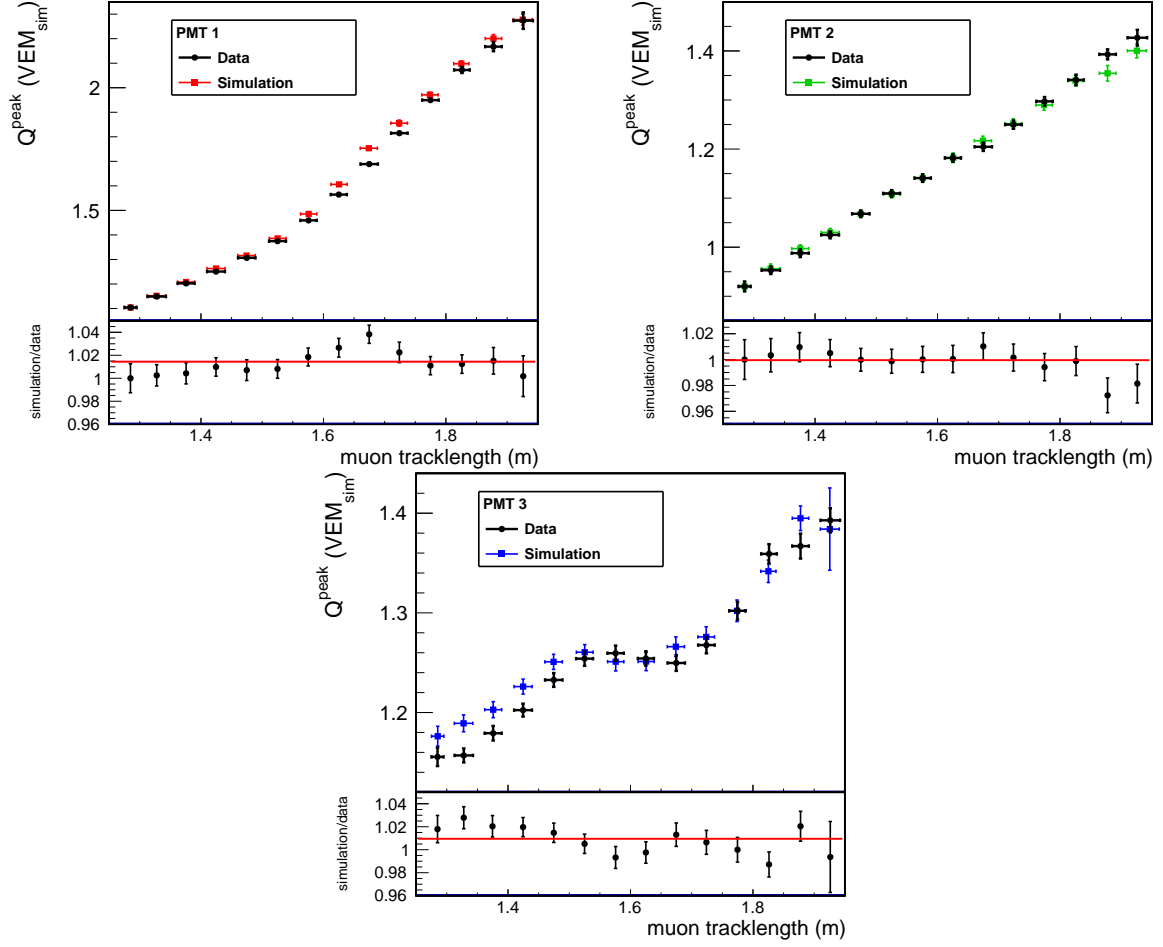 PMT 1
Data
Simulation
Q^peak (VEM_sim)
2
1.5
simulation/data
1.04
1.02
1
0.98
0.96
1.4 1.6 1.8
muon tracklength (m)
PMT 2
Data
Simulation
Q^peak (VEM_sim)
1.4
1.2
1
simulation/data
1.02
1
0.98
0.96
1.4 1.6 1.8
muon tracklength (m)
PMT 3
Data
Simulation
Q^peak (VEM_sim)
1.4
1.3
1.2
simulation/data
1.04
1.02
1
0.98
0.96
1.4 1.6 1.8
muon tracklength (m)